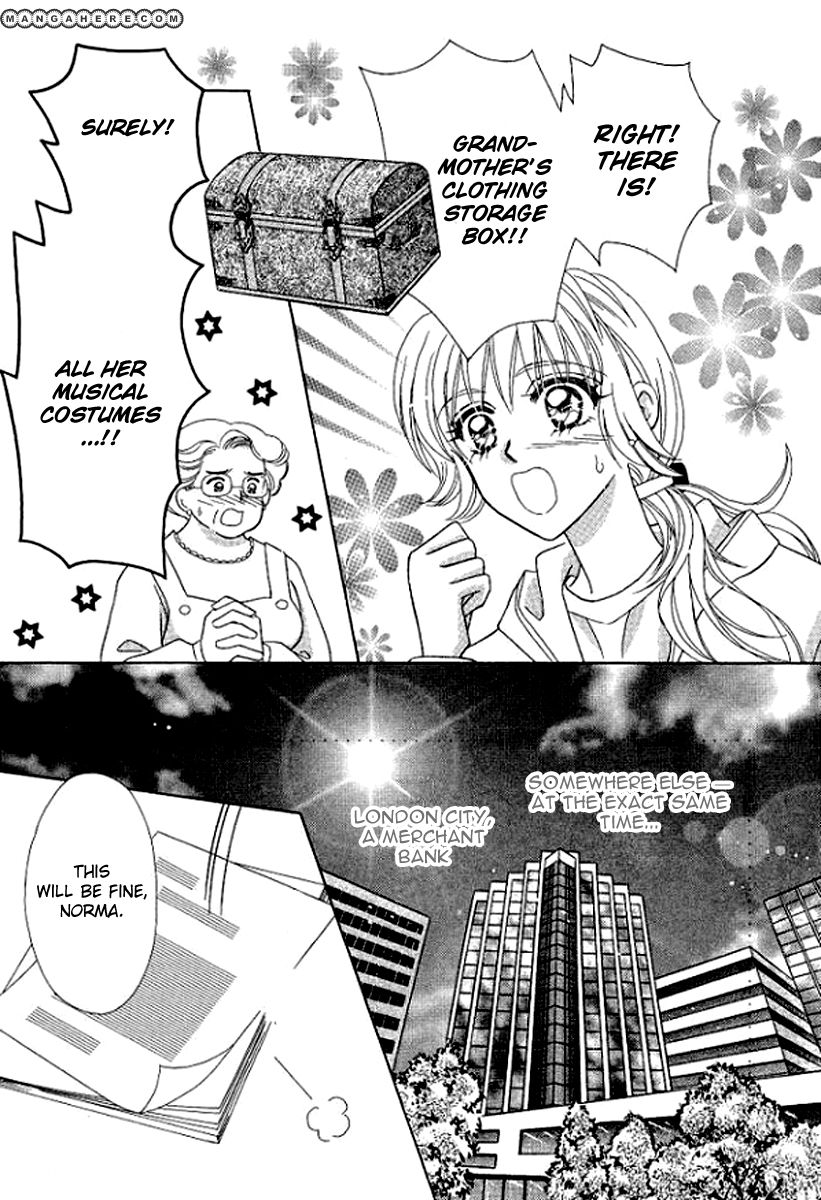 MANGAHERE.COM
RIGHT!
THERE
IS!
GRAND-
MOTHER'S
CLOTHING
STORAGE
BOX!!
SURELY!
ALL HER
MUSICAL
COSTUMES
...!!
SOMEWHERE ELSE —
AT THE EXACT SAME
TIME...
LONDON CITY,
A MERCHANT
BANK
THIS
WILL BE FINE,
NORMA.